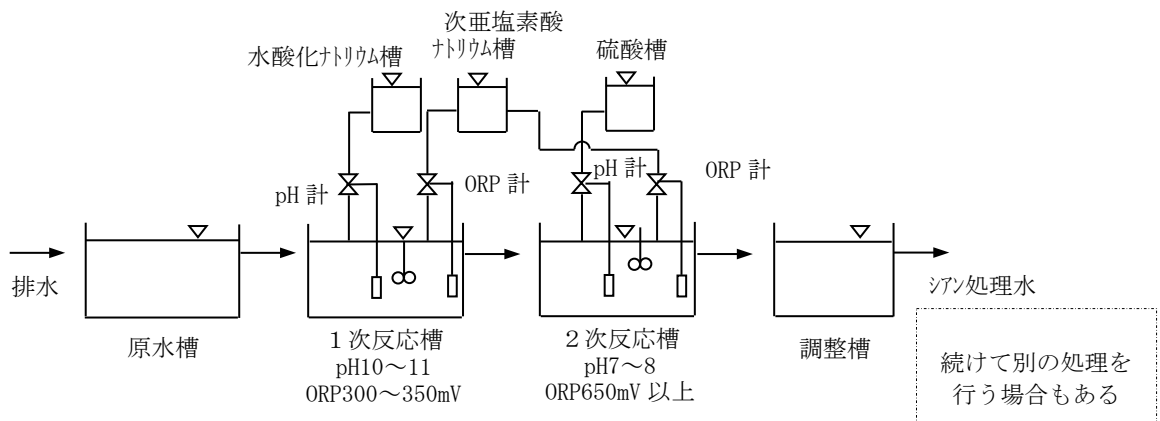 次亜塩素酸
ナトリウム槽
水酸化ナトリウム槽
硫酸槽
pH 計
ORP 計
pH 計
ORP 計
排水
原水槽
1次反応槽
pH10～11
ORP300～350mV
2次反応槽
pH7～8
ORP650mV 以上
調整槽
シアン処理水
続けて別の処理を
行う場合もある